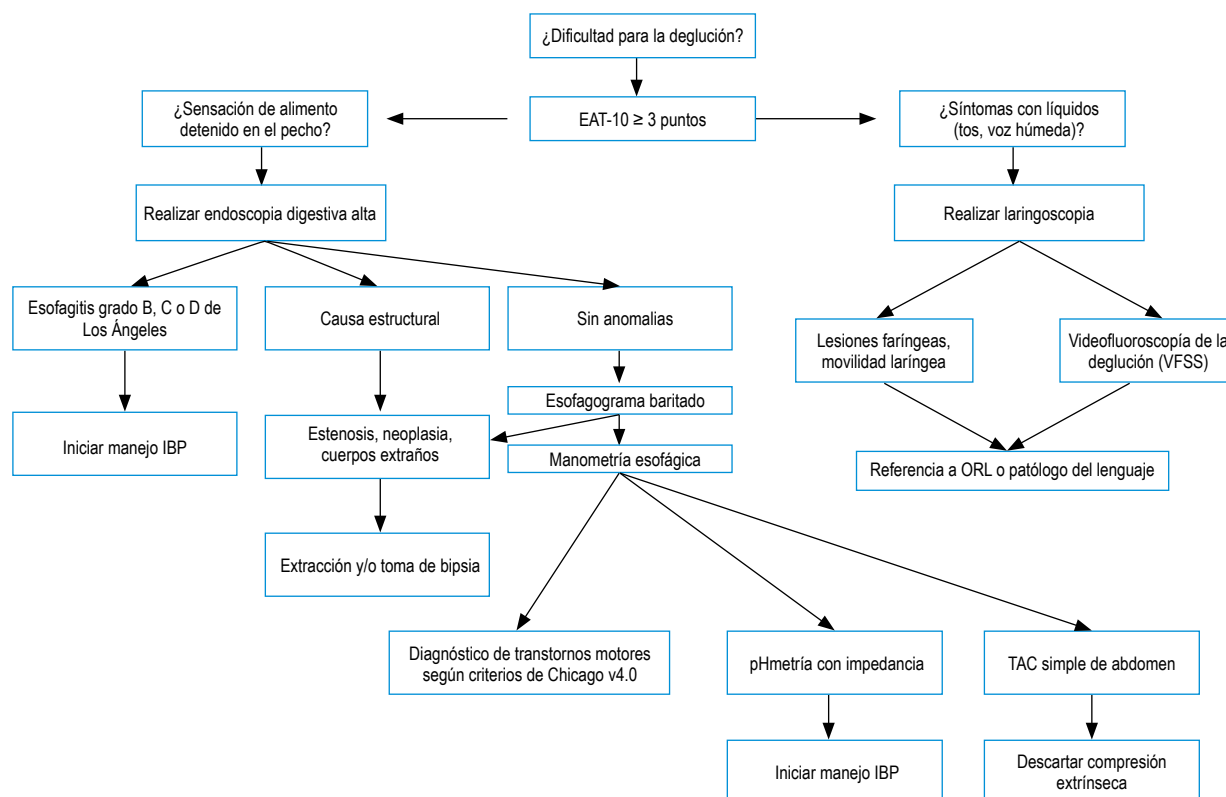 ¿Dificultad para la deglución?
¿Sensación de alimento
detenido en el pecho?
EAT-10 ≥ 3 puntos
¿Síntomas con líquidos
(tos, voz húmeda)?
Realizar endoscopia digestiva alta
Realizar laringoscopia
Esofagitis grado B, C o D de
Los Ángeles
Causa estructural
Sin anomalias
Lesiones faríngeas,
movilidad laríngea
Videofluoroscopía de la
deglución (VFSS)
Esofagograma baritado
Iniciar manejo IBP
Estenosis, neoplasia,
cuerpos extraños
Manometría esofágica
Referencia a ORL o patólogo del lenguaje
Extracción y/o toma de bipsia
Diagnóstico de transtornos motores
según criterios de Chicago v4.0
pHmetría con impedancia
TAC simple de abdomen
Iniciar manejo IBP
Descartar compresión
extrínseca